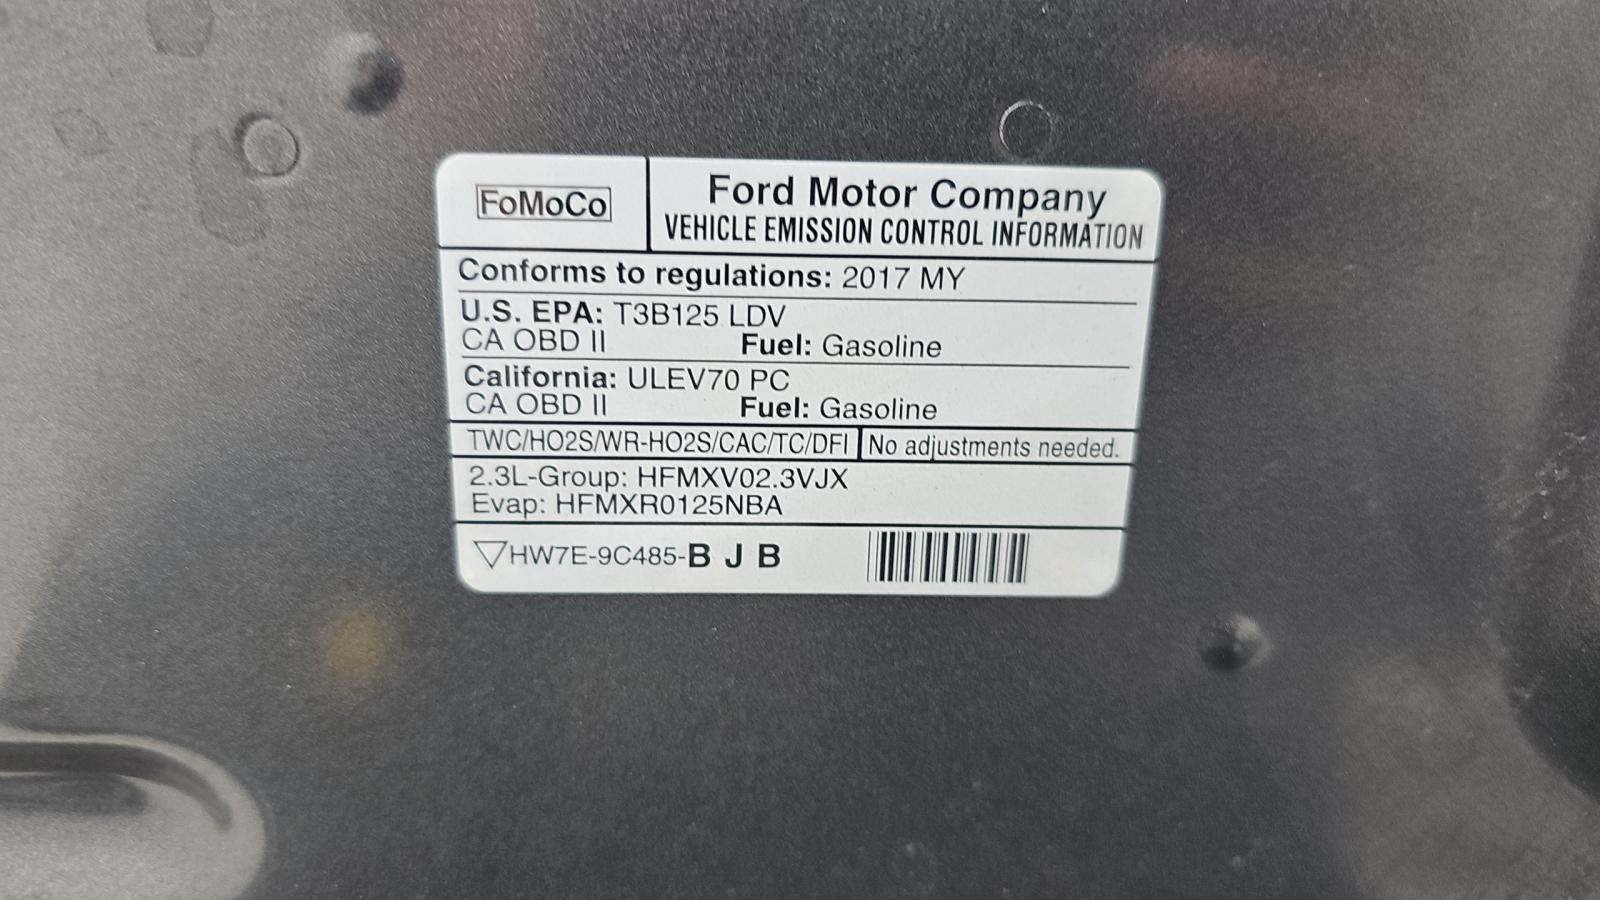 FoMoCo
Ford Motor Company
VEHICLE EMISSION CONTROL INFORMATION
Conforms to regulations: 2017 MY
U.S. EPA: T3B125 LDV
CA OBD II Fuel: Gasoline
California: ULEV70 PC
CA OBD II Fuel: Gasoline
TWC/HO2S/WR-HO2S/CAC/TC/DFI No adjustments needed.
2.3L-Group: HFMXV02.3VJX
Evap: HFMXR0125NBA
▽HW7E-9C485-B J B